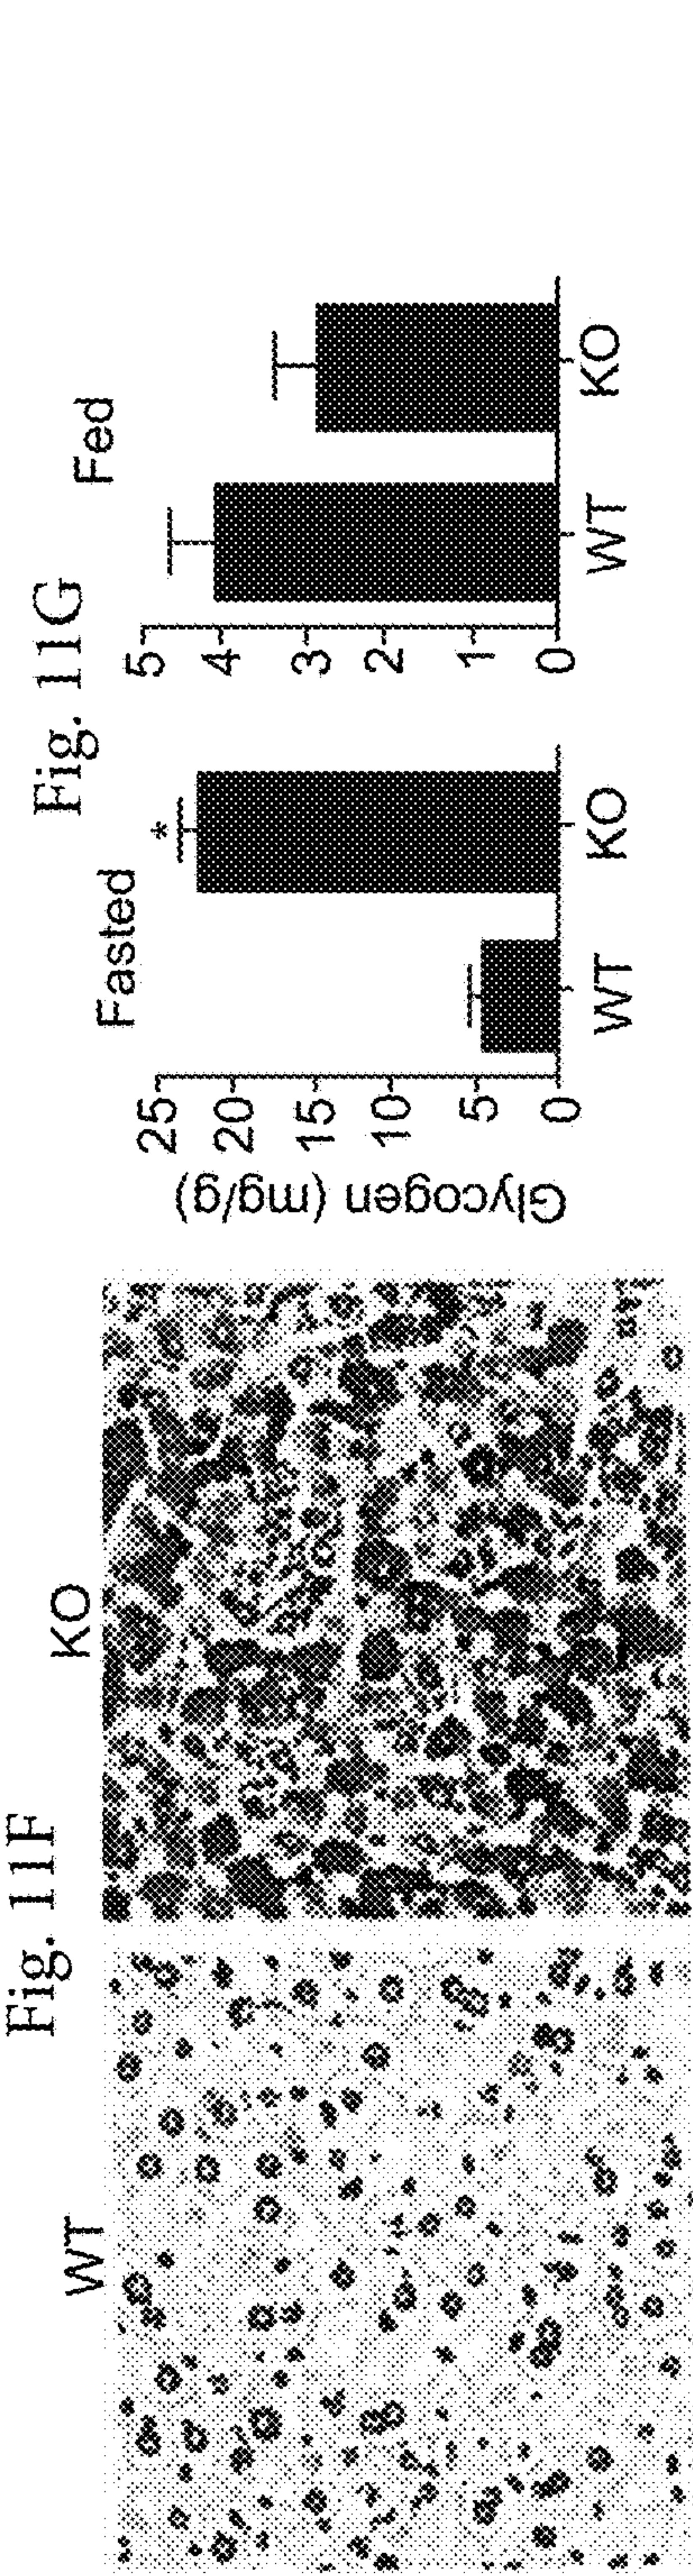 Fig. 11F
WT
KO
Fig. 11G
Fasted
Glycogen (mg/g)
25
20
15
10
5
0
*
WT
KO
Fed
5
4
3
2
1
0
WT
KO